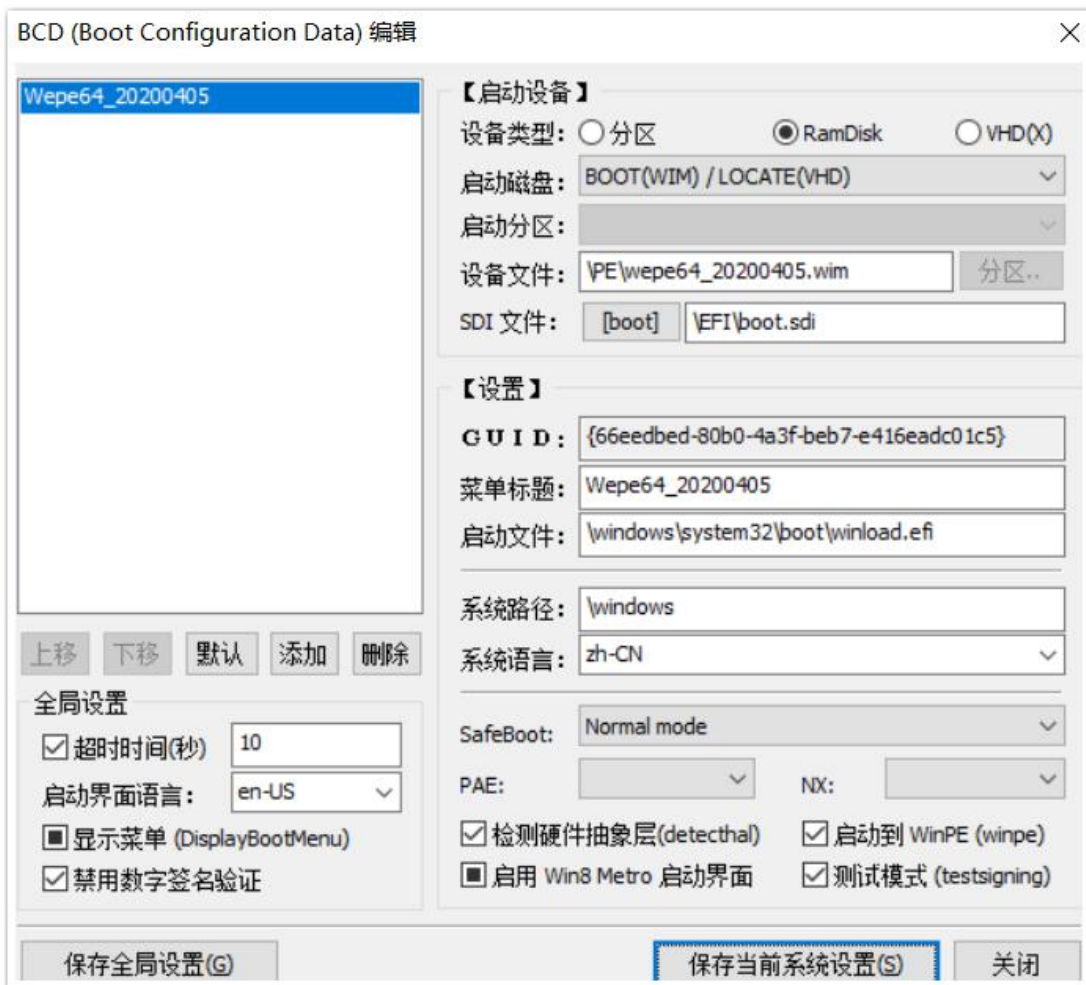 BCD (Boot Configuration Data) 编辑
Wepe64_20200405
【启动设备】
设备类型: 分区 RamDisk VHD(X)
启动磁盘: BOOT(WIM) / LOCATE(VHD)
启动分区:
设备文件: \PE\wepe64_20200405.wim 分区..
SDI 文件: [boot] \EFI\boot.sdi
【设置】
GUID: {66eedbed-80b0-4a3f-beb7-e416eadc01c5}
菜单标题: Wepe64_20200405
启动文件: \windows\system32\boot\winload.efi
系统路径: \windows
系统语言: zh-CN
SafeBoot: Normal mode
PAE: NX:
检测硬件抽象层(detecthal) 启动到 WinPE (winpe)
启用 Win8 Metro 启动界面 测试模式 (testsigning)
上移 下移 默认 添加 删除
全局设置
超时时间(秒) 10
启动界面语言: en-US
显示菜单 (DisplayBootMenu)
禁用数字签名验证
保存全局设置(G) 保存当前系统设置(S) 关闭